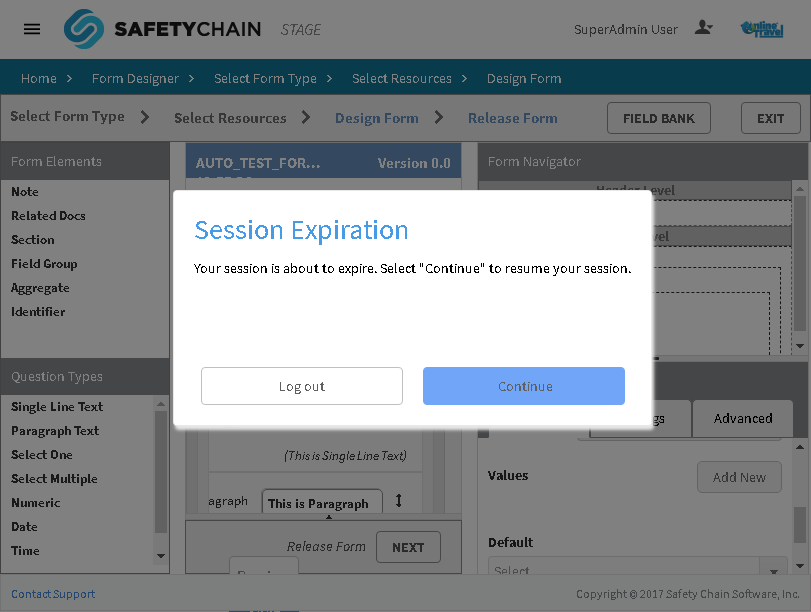 SAFETYCHAIN STAGE SuperAdmin User
Home > Form Designer > Select Form Type > Select Resources > Design Form
Select Form Type > Select Resources > Design Form > Release Form FIELD BANK EXIT
Form Elements
Note
Related Docs
Section
Field Group
Aggregate
Identifier
Question Types
Single Line Text
Paragraph Text
Select One
Select Multiple
Numeric
Date
Time
AUTO_TEST_FOR... Version 0.0
Form Navigator
Header Level
Session Expiration
Your session is about to expire. Select "Continue" to resume your session.
Log out Continue
(This is Single Line Text)
agraph This is Paragraph
Release Form NEXT
gs Advanced
Values Add New
Default
Select
Contact Support Copyright © 2017 Safety Chain Software, Inc.